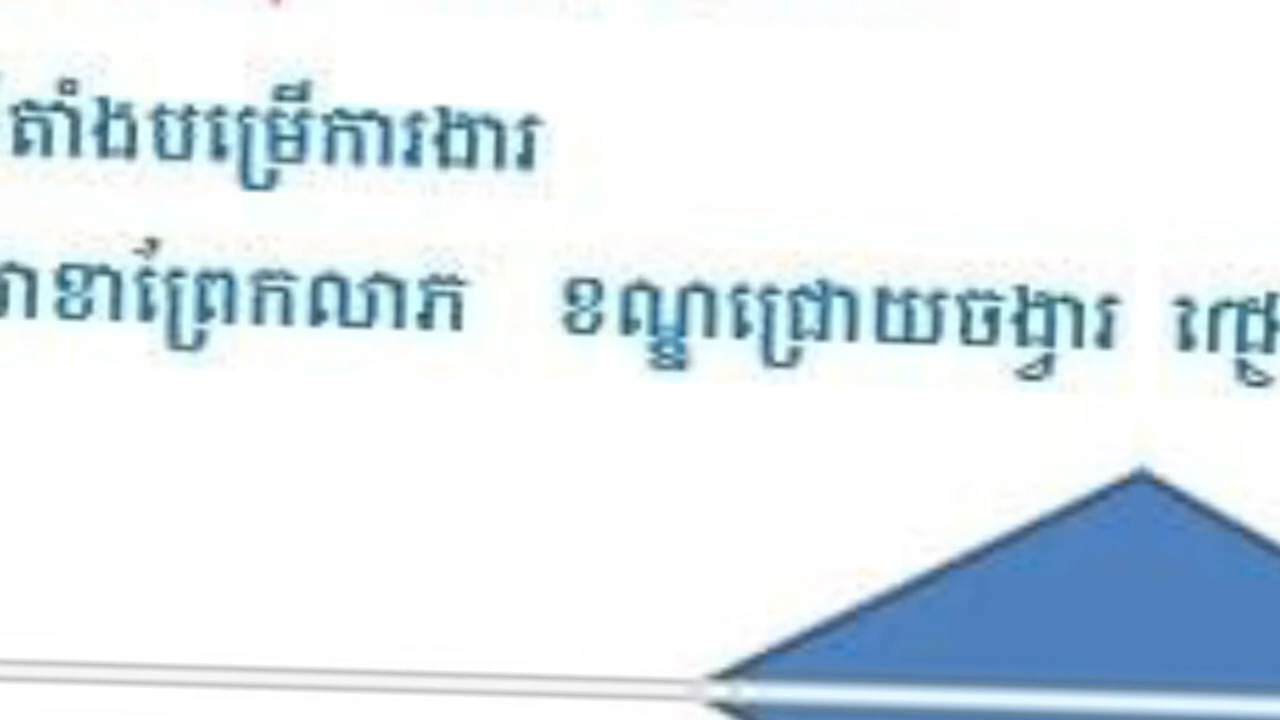 តាំងបម្រើការងារ
ខាព្រែកលាភ ខណ្ឌជ្រោយចង្វារ